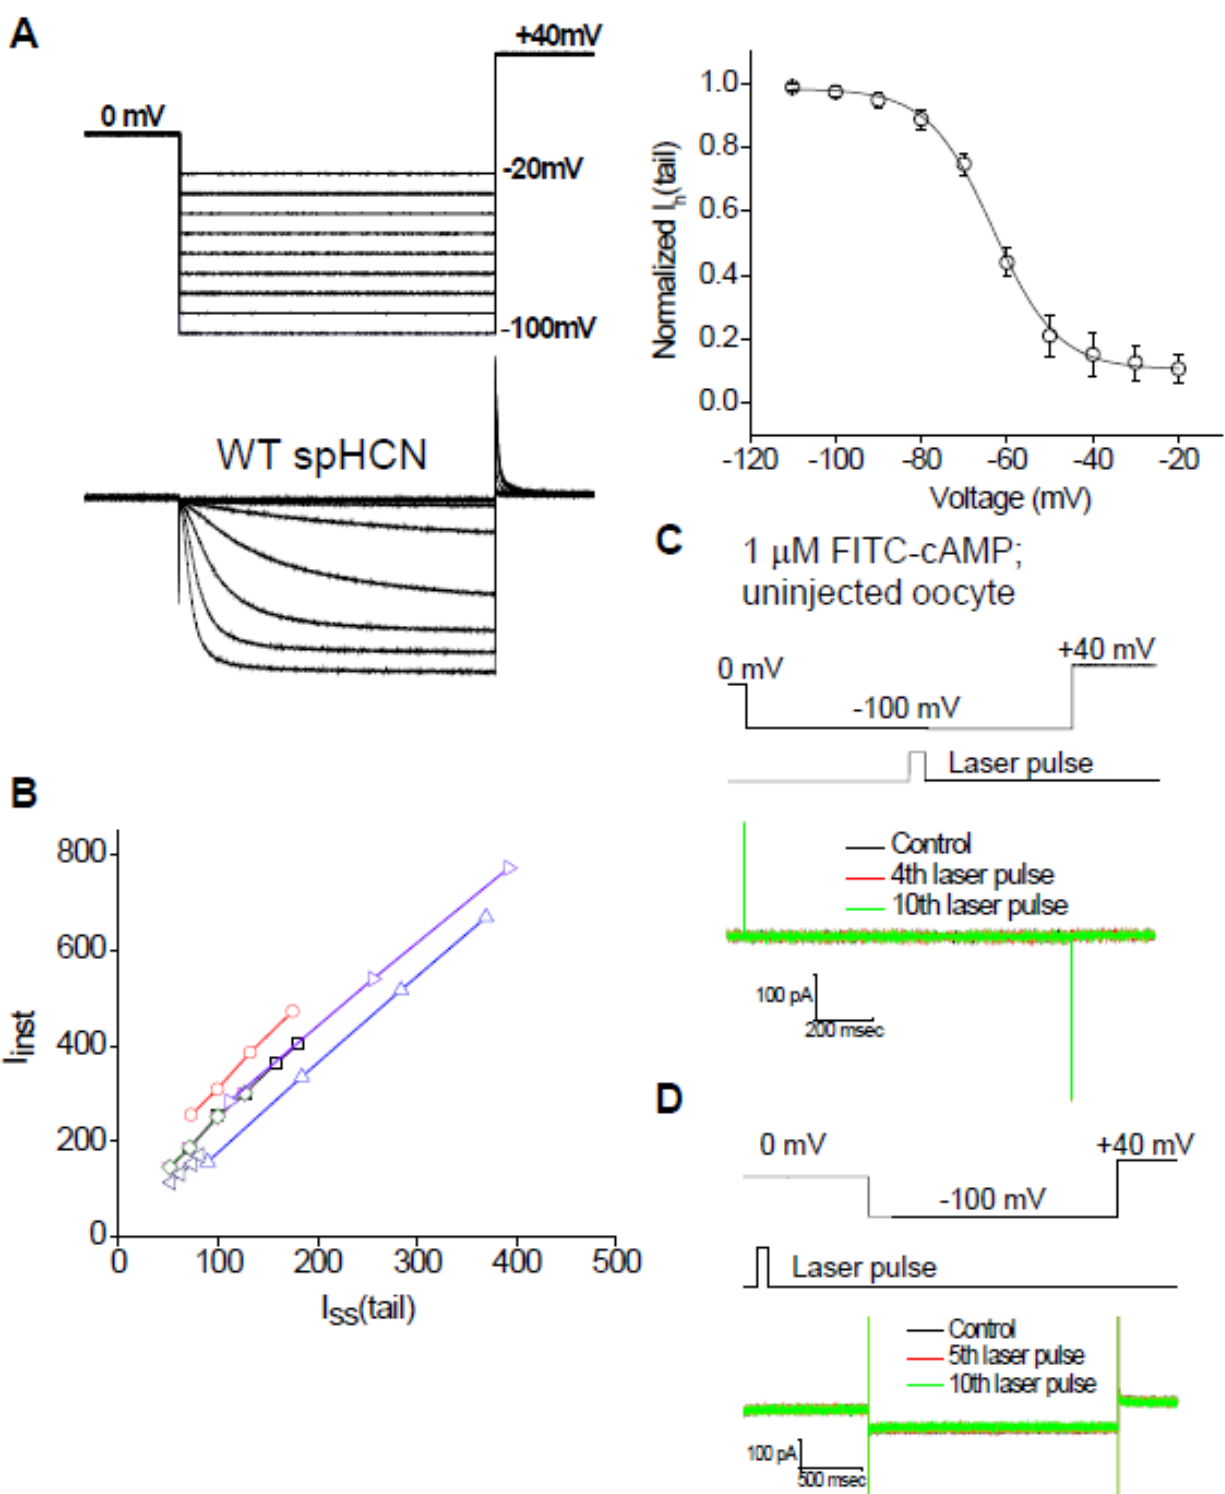 A
+40mV
0 mV
-20mV
-100mV
WT spHCN
Normalized Ih(tail)
1.0
0.8
0.6
0.4
0.2
0.0
-120 -100 -80 -60 -40 -20
Voltage (mV)
B
Iinst
800
600
400
200
0
0 100 200 300 400 500
ISS(tail)
C
1 μM FITC-cAMP;
uninjected oocyte
+40 mV
0 mV
-100 mV
Laser pulse
Control
4th laser pulse
10th laser pulse
100 pA
200 msec
D
0 mV
+40 mV
-100 mV
Laser pulse
Control
5th laser pulse
10th laser pulse
100 pA
500 msec